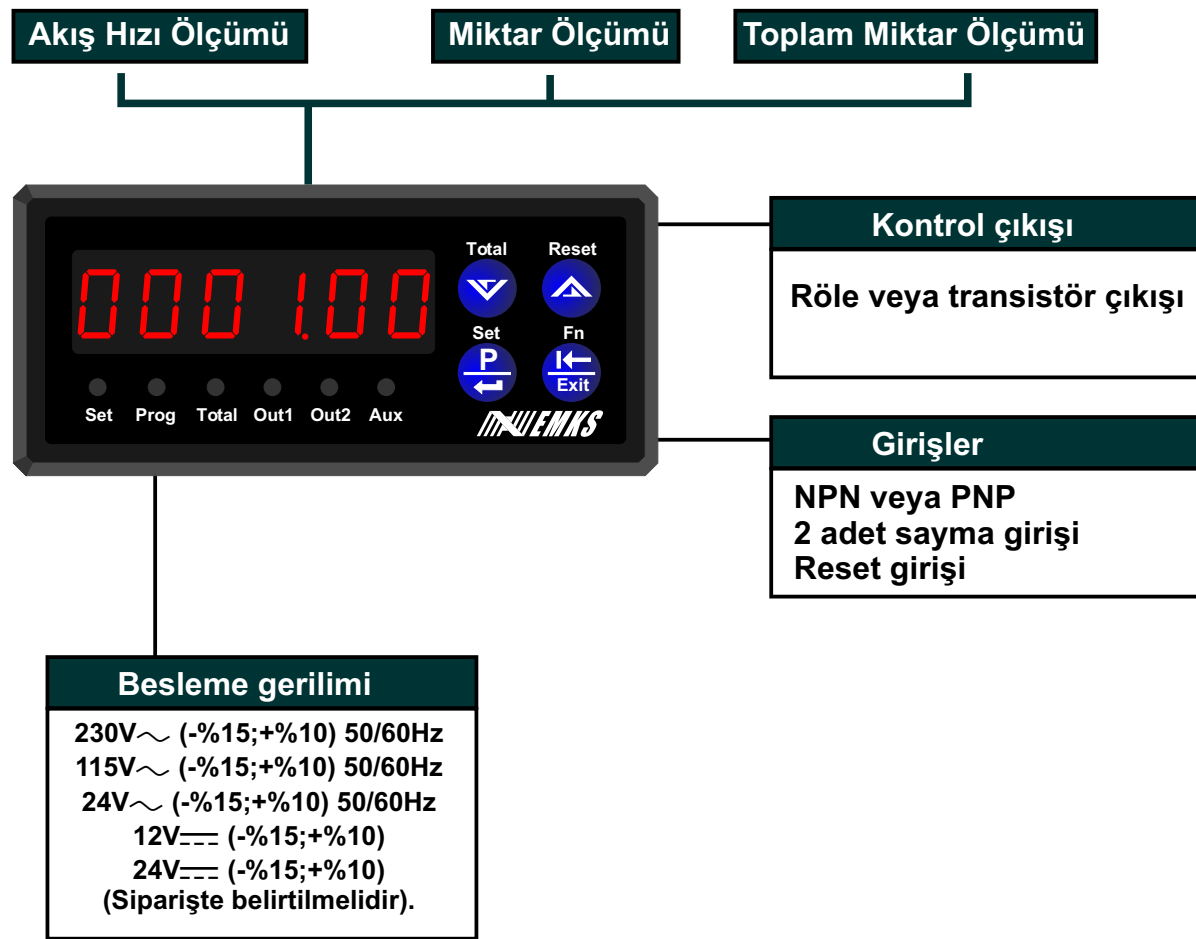 Akış Hızı Ölçümü
Miktar Ölçümü
Toplam Miktar Ölçümü
0001.00
Total
Reset
Set
Fn
P
Exit
Set Prog Total Out1 Out2 Aux
EMKS
Kontrol çıkışı
Röle veya transistör çıkışı
Girişler
NPN veya PNP
2 adet sayma girişi
Reset girişi
Besleme gerilimi
230V～ (-%15;+%10) 50/60Hz
115V～ (-%15;+%10) 50/60Hz
24V～ (-%15;+%10) 50/60Hz
12V⎓ (-%15;+%10)
24V⎓ (-%15;+%10)
(Siparişte belirtilmelidir).